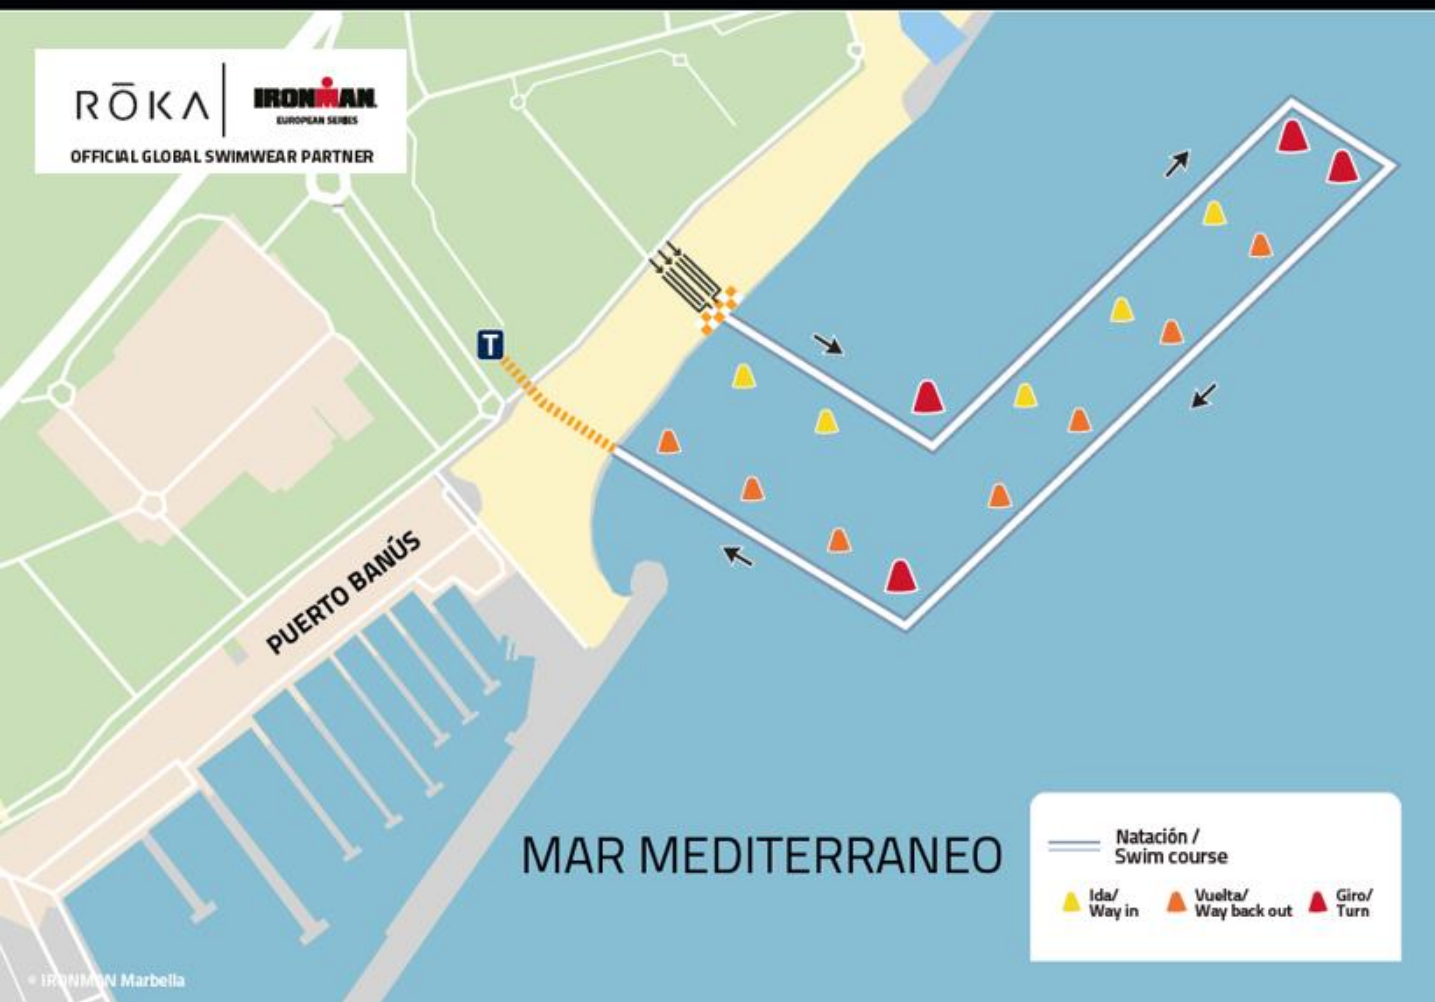 RŌKA
IRONMAN
EUROPEAN SERIES
OFFICIAL GLOBAL SWIMWEAR PARTNER
T
PUERTO BANÚS
MAR MEDITERRANEO
Natación /
Swim course
Ida/
Way in
Vuelta/
Way back out
Giro/
Turn
© IRONMAN Marbella